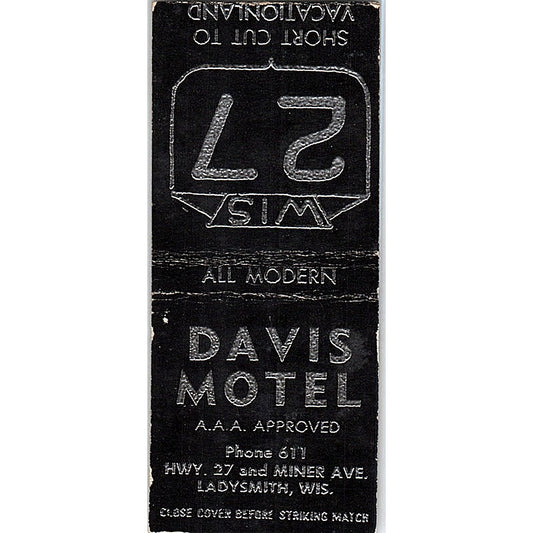 SHORT CUT TO
VACATIONLAND
27
WIS
ALL MODERN
DAVIS
MOTEL
A.A.A. APPROVED
Phone 611
HWY. 27 and MINER AVE.
LADYSMITH, WIS.
CLOSE COVER BEFORE STRIKING MATCH